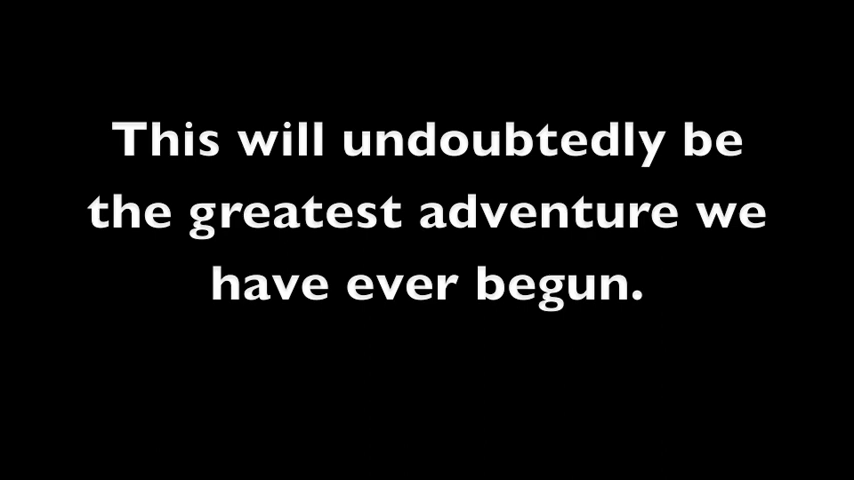 This will undoubtedly be
the greatest adventure we
have ever begun.